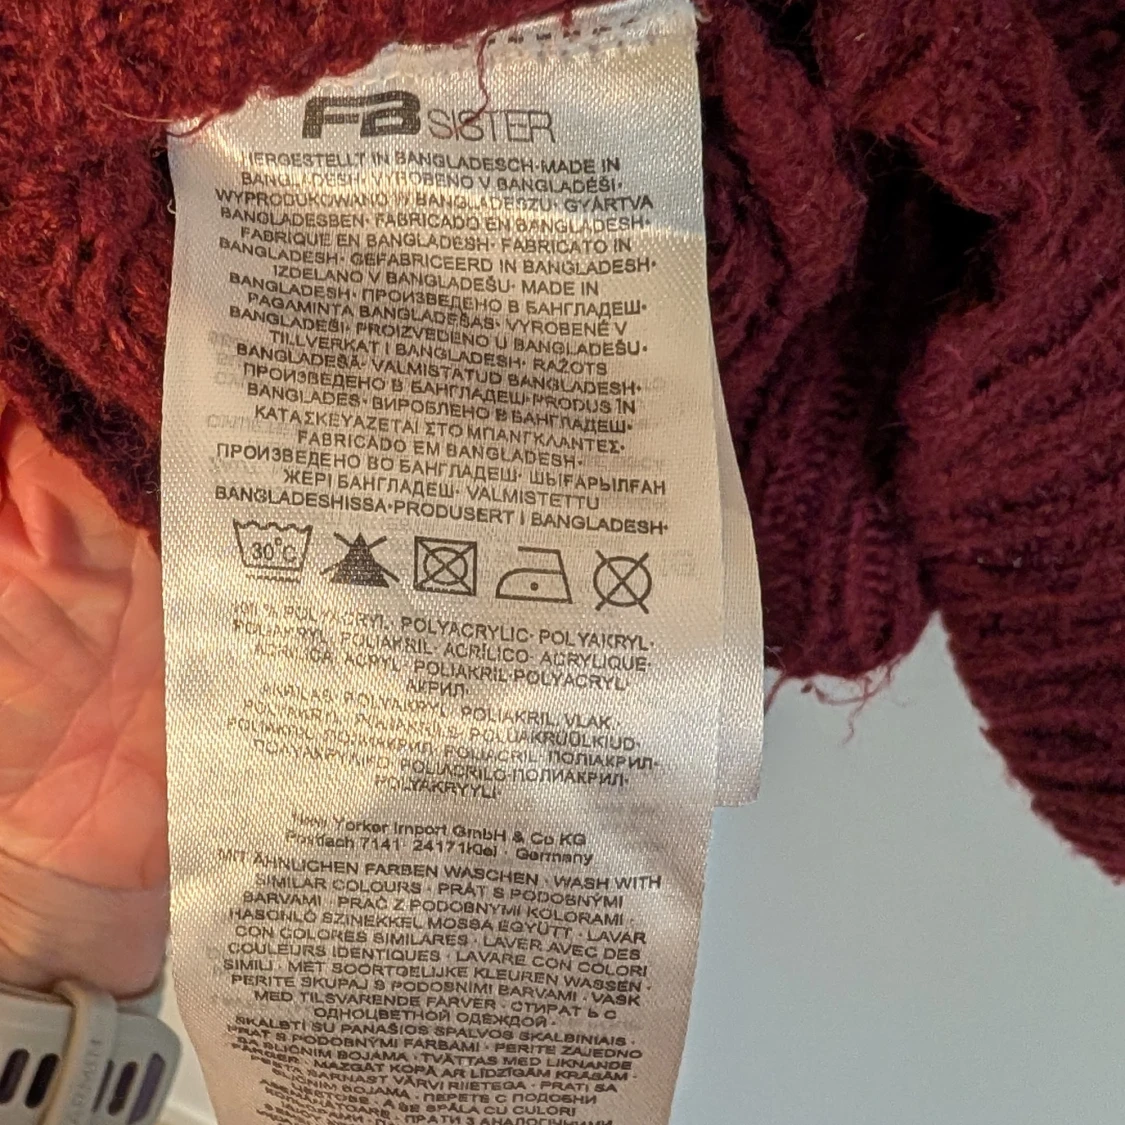 FB SISTER
HERGESTELLT IN BANGLADESCH·MADE IN
BANGLADESH· VYROBENO V BANGLADÉŠI·
WYPRODUKOWANO W BANGLADESZU· GYÁRTVA
BANGLADESBEN· FABRICADO EN BANGLADESH·
FABRIQUE EN BANGLADESH· FABRICATO IN
BANGLADESH· GEFABRICEERD IN BANGLADESH·
IZDELANO V BANGLADEŠU· MADE IN
BANGLADESH· ПРОИЗВЕДЕНО В БАНГЛАДЕШ·
PAGAMINTA BANGLADEŠAS· VYROBENÉ V
BANGLADEŠI· PROIZVEDENO U BANGLADEŠU·
TILLVERKAT I BANGLADESH· RAŽOTS
BANGLADEŠĀ· VALMISTATUD BANGLADESH·
ПРОИЗВЕДЕНО В БАНГЛАДЕШ·PRODUS ÎN
BANGLADES· ВИРОБЛЕНО В БАНГЛАДЕШ·
ΚΑΤΑΣΚΕΥΑΖΕΤΑΙ ΣΤΟ ΜΠΑΝΓΚΛΑΝΤΕΣ·
FABRICADO EM BANGLADESH·
ПРОИЗВЕДЕНО ВО БАНГЛАДЕШ·
ЖЕРІ БАНГЛАДЕШ· VALMISTETTU
BANGLADESHISSA·PRODUSERT I BANGLADESH·
30°C
POLYACRYL· POLYACRYLIC· POLYAKRYL·
POLIAKRYL· POLIAKRIL· ACRÍLICO· ACRYLIQUE·
ACRYL· POLIAKRIL·POLYACRYL·
АКРИЛ·
POLIAKRIL VLAK·
POLÜAKRÜÜLKIUD·
POLIACRIL· ПОЛІАКРИЛ·
POLIACRILO·ПОЛИАКРИЛ·
POLYAKRYYLI·
New Yorker Import GmbH & Co KG
Postfach 7141· 24171Kiel · Germany
MIT ÄHNLICHEN FARBEN WASCHEN · WASH WITH
SIMILAR COLOURS · PRÁT S PODOBNÝMI
BARVAMI · PRAĆ Z PODOBNYMI KOLORAMI ·
HASONLÓ SZINEKKEL MOSSA EGYÜTT · LAVAR
CON COLORES SIMILARES · LAVER AVEC DES
COULEURS IDENTIQUES · LAVARE CON COLORI
SIMILI · MET SOORTGELIJKE KLEUREN WASSEN ·
PERITE SKUPAJ S PODOBNIMI BARVAMI · VASK
MED TILSVARENDE FARVER · СТИРАТЬ С
ОДНОЦВЕТНОЙ ОДЕЖДОЙ ·
SKALBTI SU PANAŠIOS SPALVOS SKALBINIAIS ·
PRAŤ S PODOBNÝMI FARBAMI · PERITE ZAJEDNO
SA SLIČNIM BOJAMA · TVÄTTAS MED LIKNANDE
FÄRGER · MAZGĀT KOPĀ AR LĪDZĪGĀM KRĀSĀM ·
PESTA SARNAST VÄRVI RIIETEGA · PRATI SA
SLIČNIM BOJAMA · ПЕРЕТЕ С ПОДОБНИ
A SE SPĂLA CU CULORI
ПРАТИ З АНАЛОГІЧНИМИ